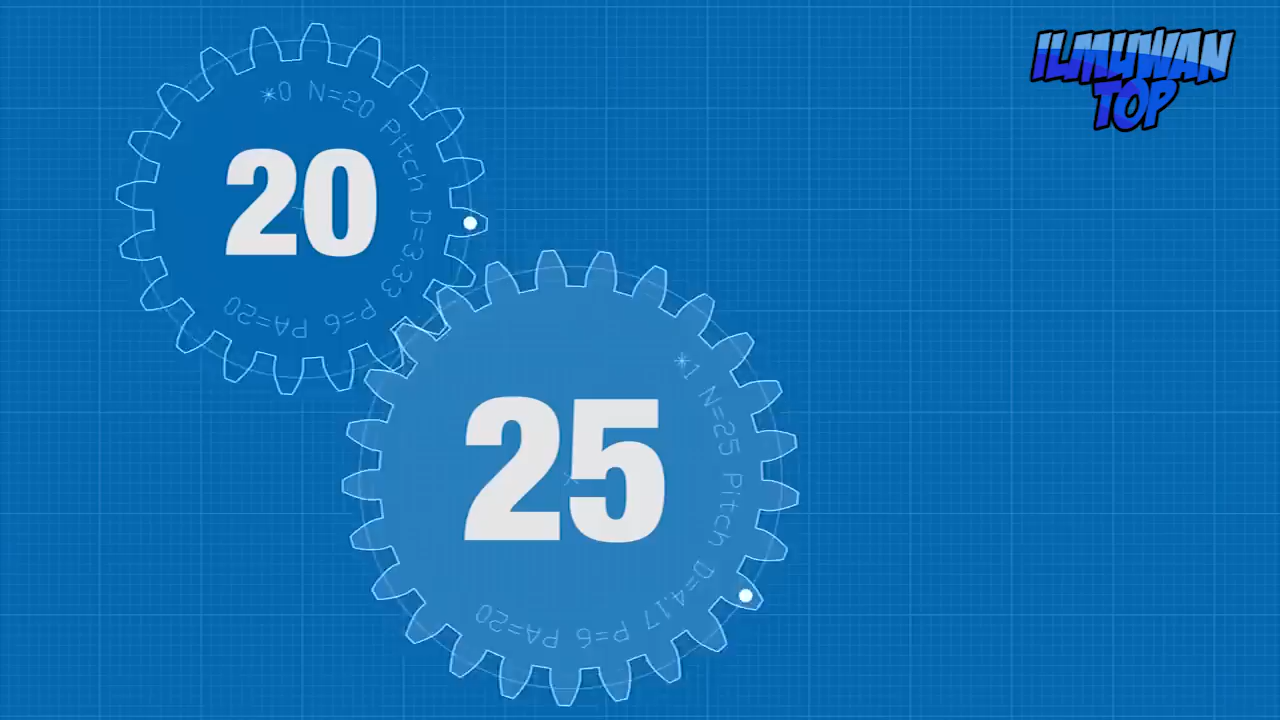 ILMUWAN
TOP
*0 N=20 Pitch D=3.33 P=6 PA=20
20
*1 N=25 Pitch D=4.17 P=6 PA=20
25